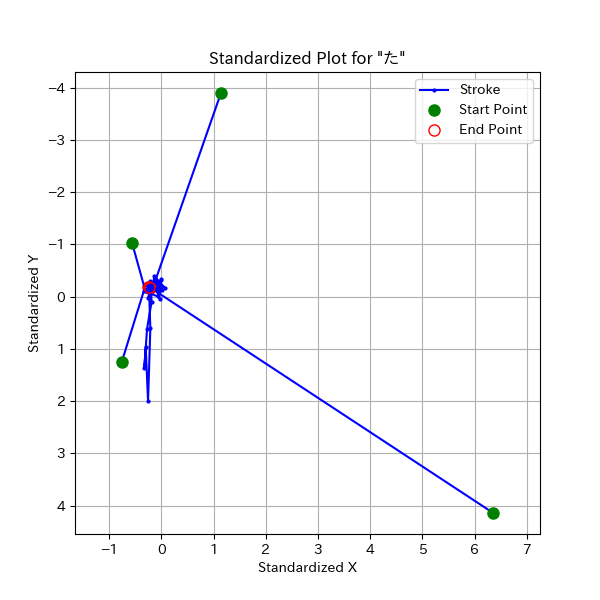 Standardized Plot for "た"
Stroke
Start Point
End Point
Standardized Y
−4
−3
−2
−1
0
1
2
3
4
−1 0 1 2 3 4 5 6 7
Standardized X